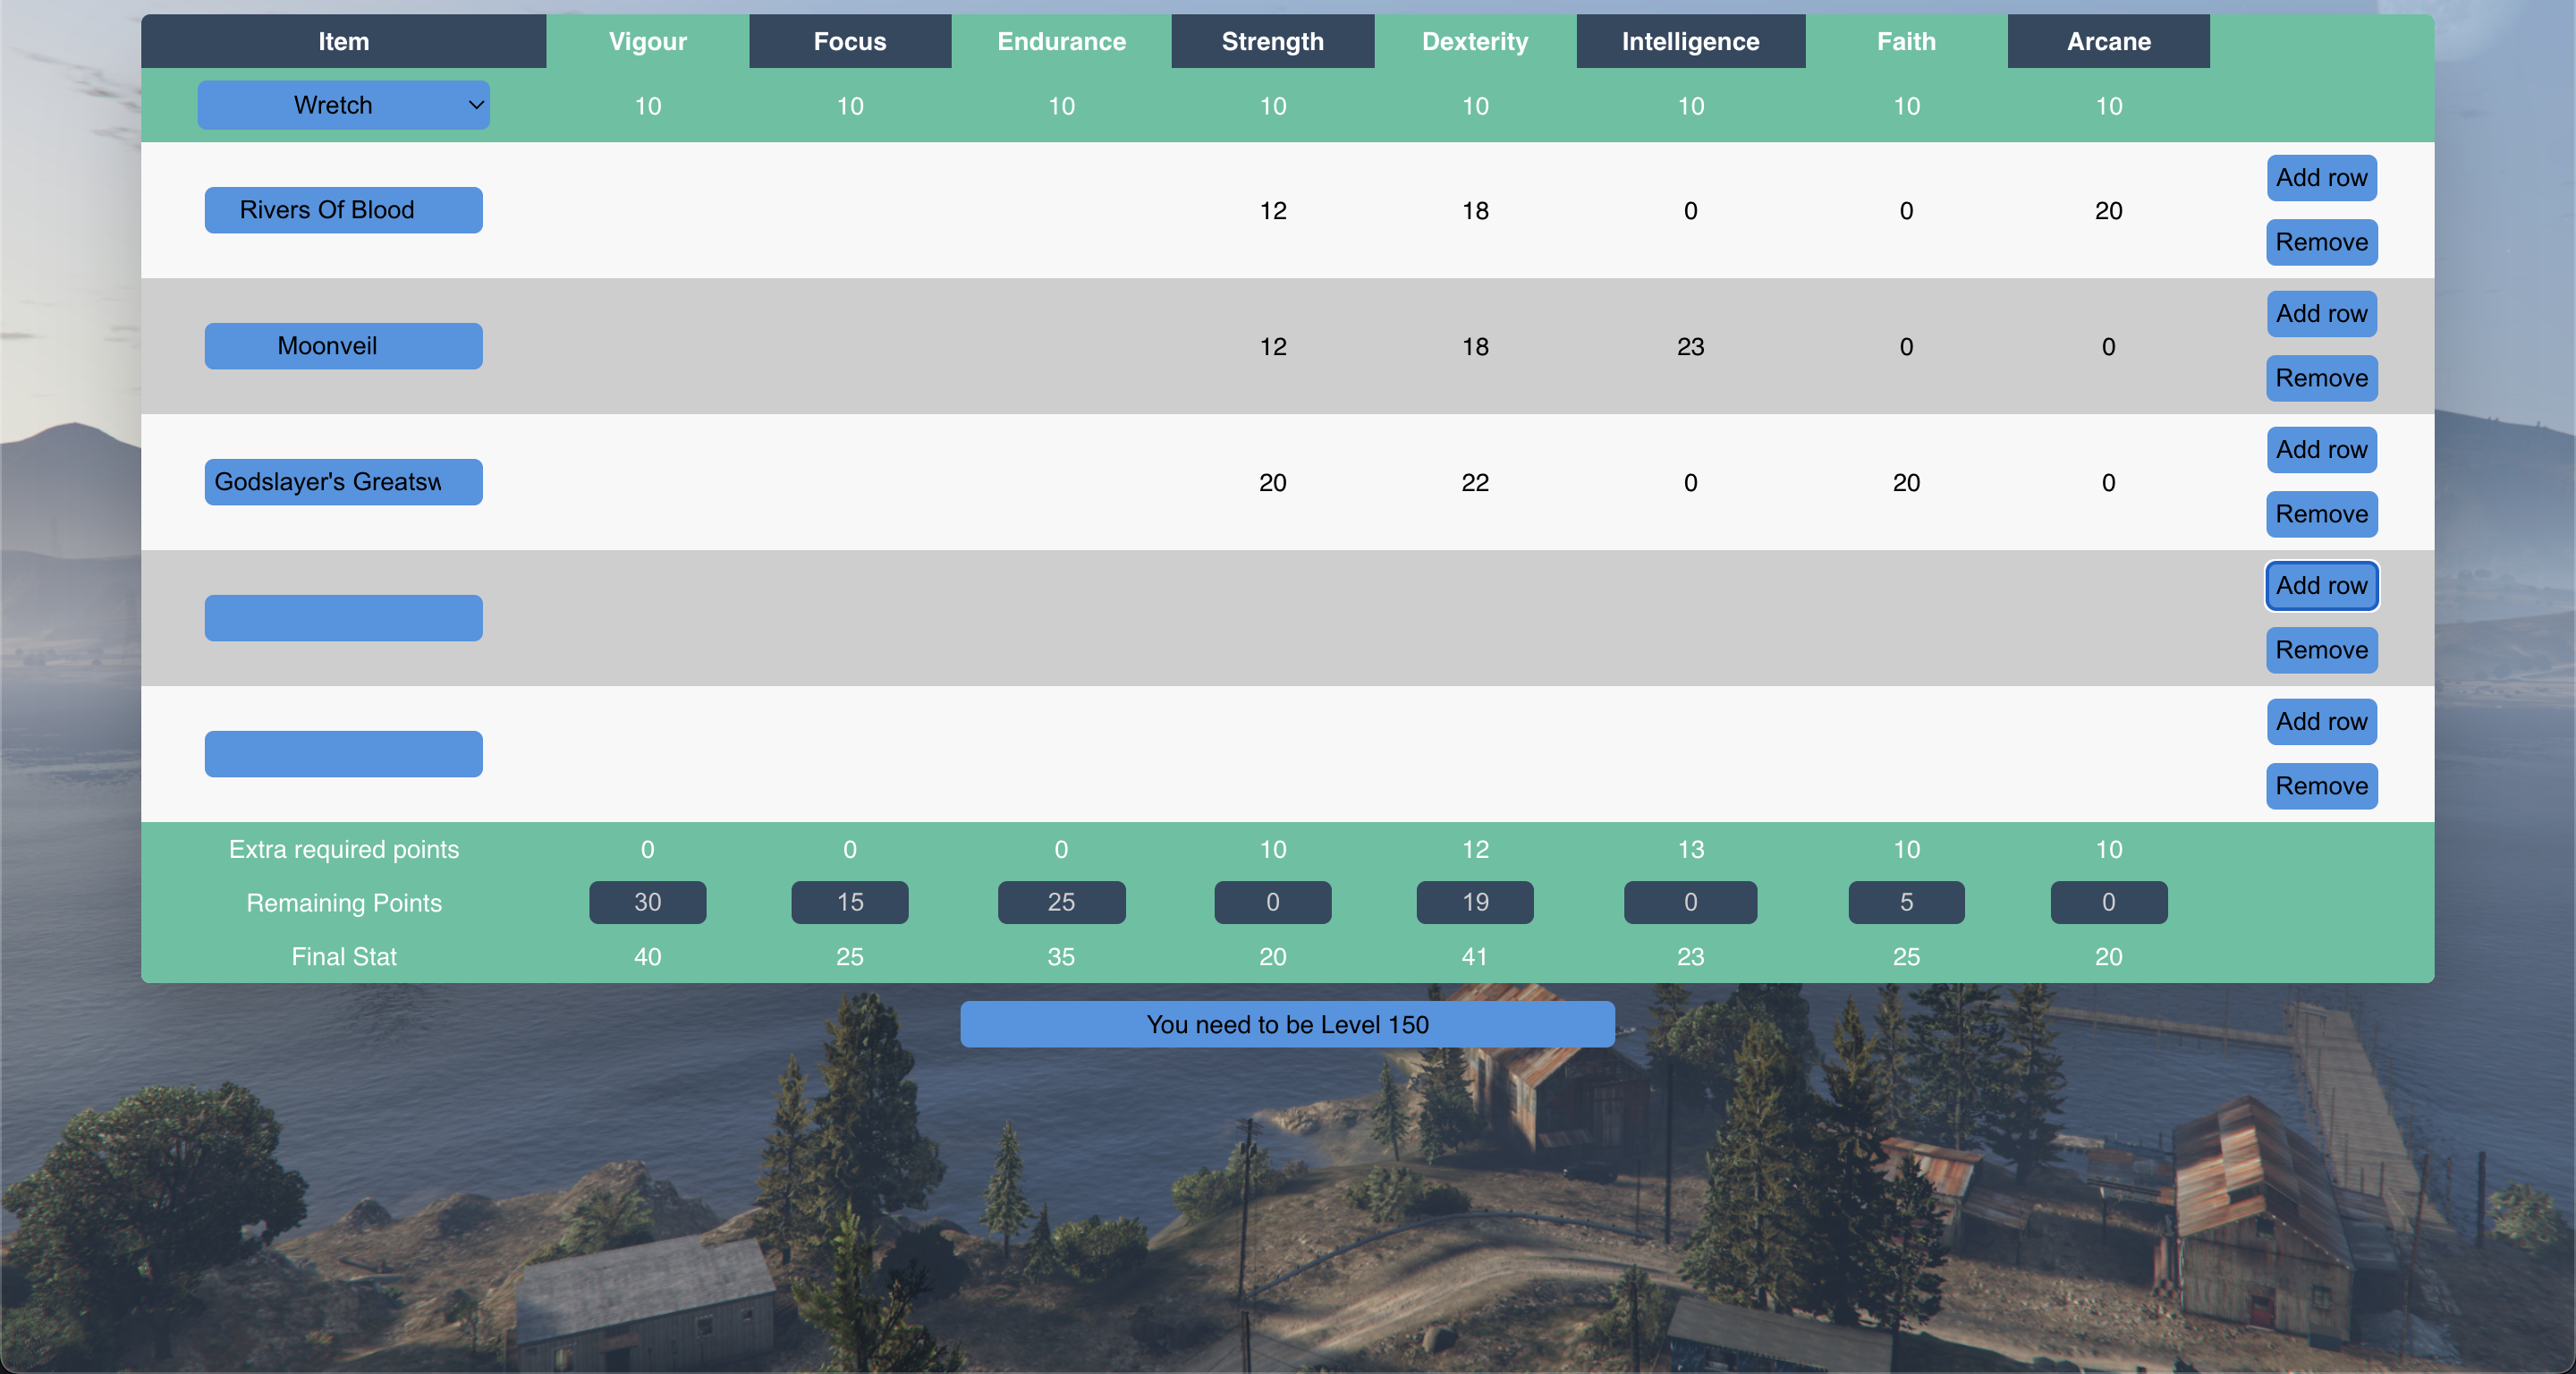 Item Vigour Focus Endurance Strength Dexterity Intelligence Faith Arcane
Wretch 10 10 10 10 10 10 10 10
Add row
Rivers Of Blood 12 18 0 0 20
Remove
Add row
Moonveil 12 18 23 0 0
Remove
Add row
Godslayer's Greatsw 20 22 0 20 0
Remove
Add row
Remove
Add row
Remove
Extra required points 0 0 0 10 12 13 10 10
Remaining Points 30 15 25 0 19 0 5 0
Final Stat 40 25 35 20 41 23 25 20
You need to be Level 150